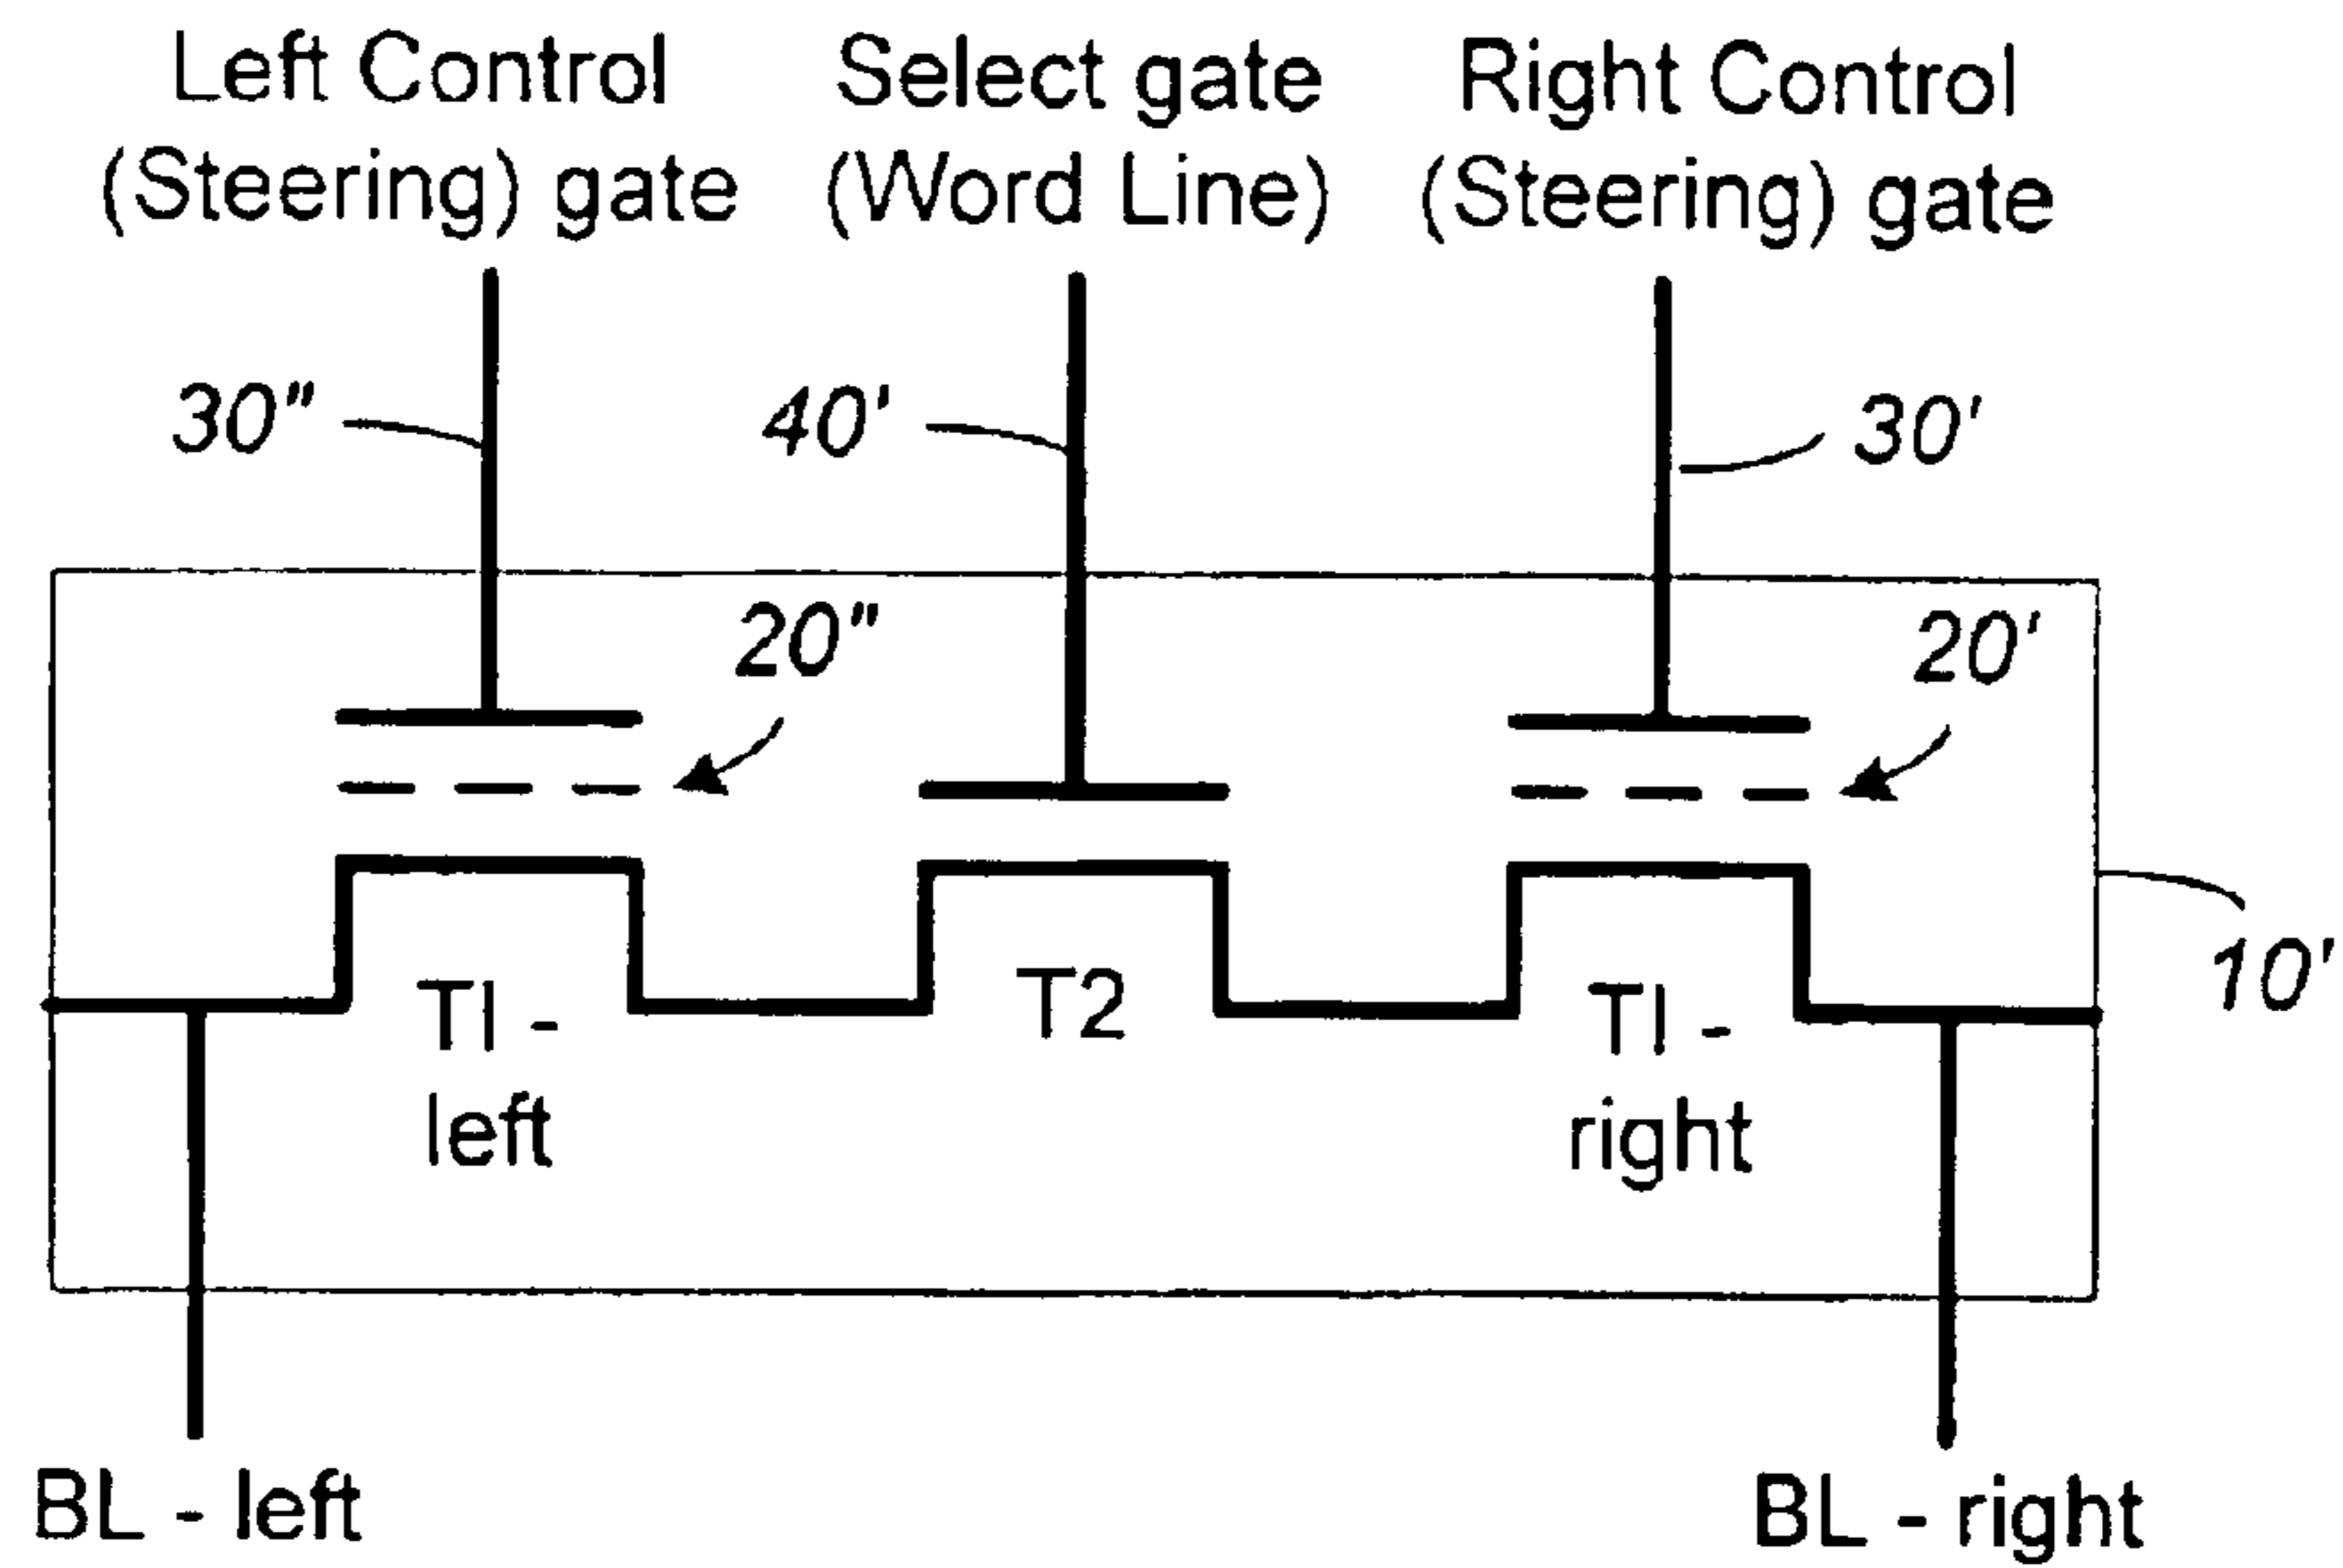 Left Control
(Steering) gate
Select gate
(Word Line)
Right Control
(Steering) gate
30"
40'
30'
20"
20'
10'
TI -
left
T2
TI -
right
BL - left
BL - right